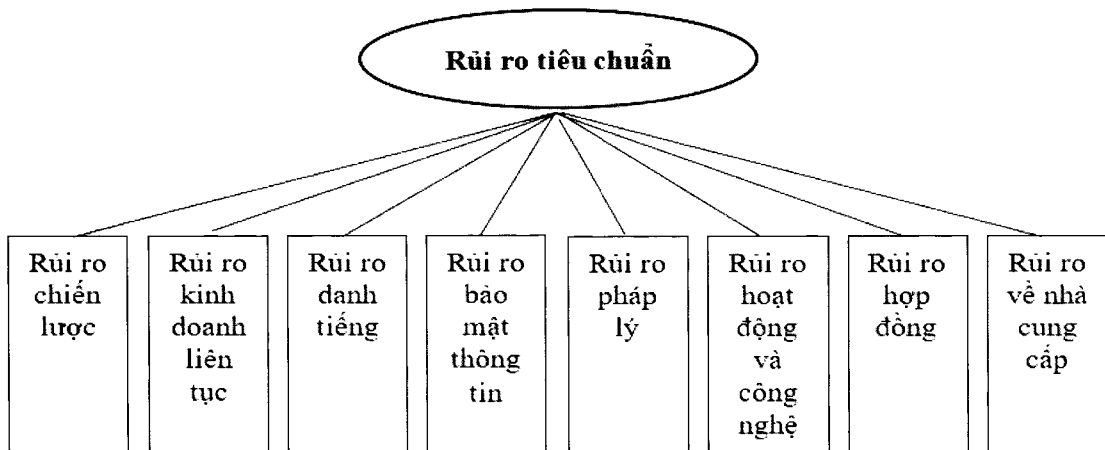 Rủi ro tiêu chuẩn
Rủi ro
chiến
lược
Rủi ro
kinh
doanh
liên
tục
Rủi ro
danh
tiếng
Rủi ro
bảo
mật
thông
tin
Rủi ro
pháp
lý
Rủi ro
hoạt
động
và
công
nghệ
Rủi ro
hợp
đồng
Rủi ro
về nhà
cung
cấp